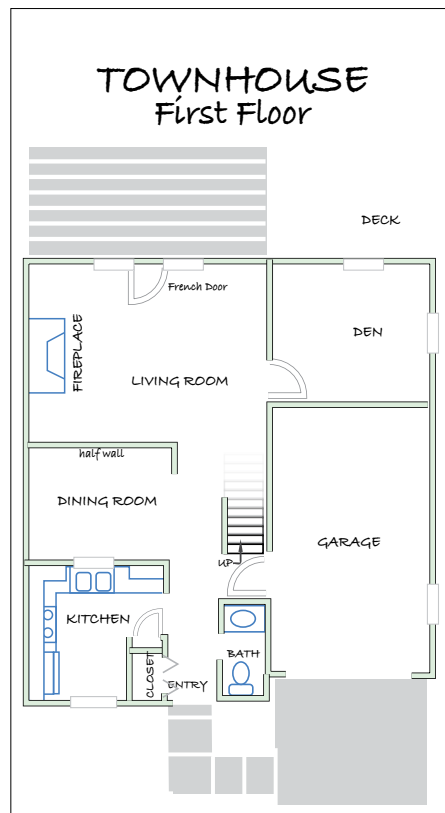 TOWNHOUSE
First Floor
DECK
French Door
DEN
FIREPLACE
LIVING ROOM
half wall
DINING ROOM
GARAGE
UP
KITCHEN
BATH
CLOSET
ENTRY